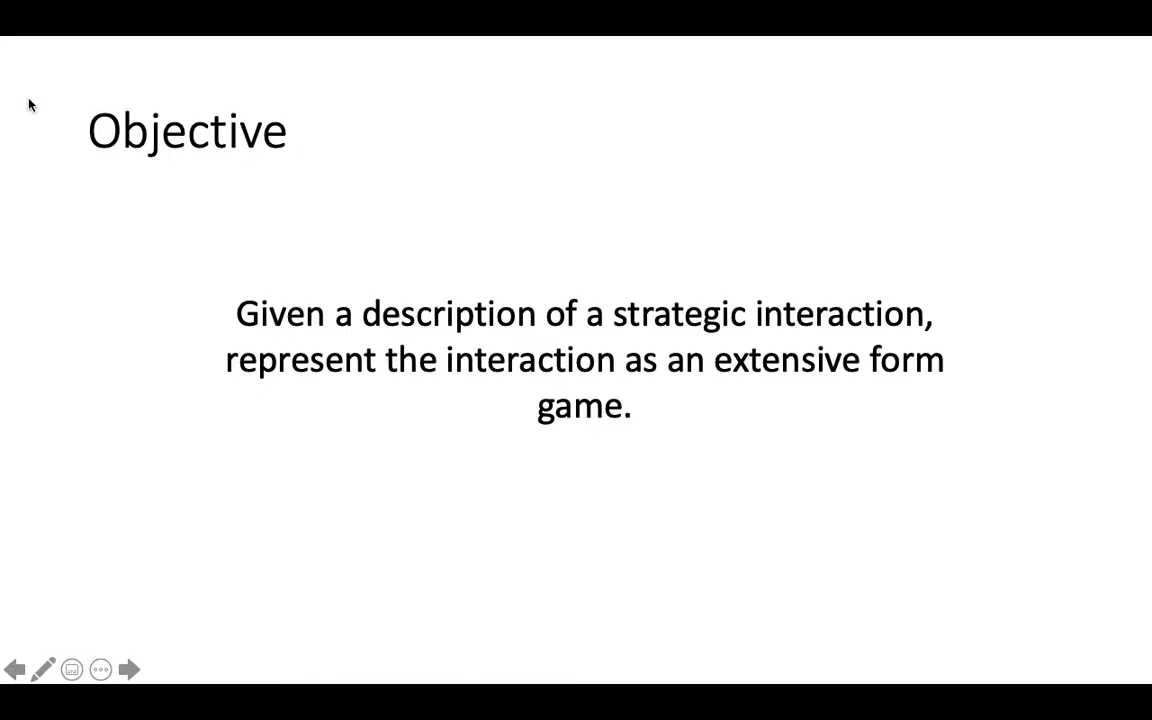 Objective
Given a description of a strategic interaction,
represent the interaction as an extensive form
game.